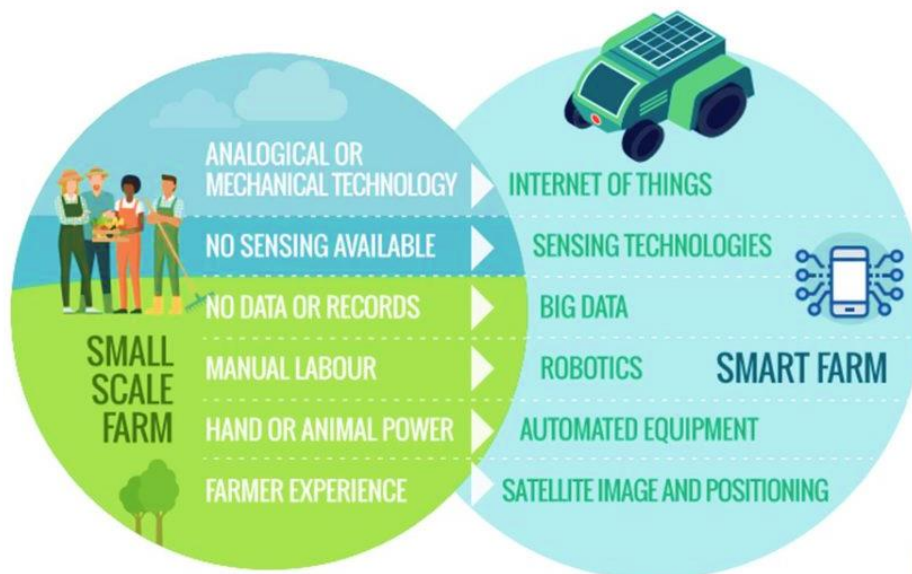 ANALOGICAL OR
MECHANICAL TECHNOLOGY
INTERNET OF THINGS
NO SENSING AVAILABLE
SENSING TECHNOLOGIES
NO DATA OR RECORDS
BIG DATA
SMALL
SCALE
FARM
MANUAL LABOUR
ROBOTICS
SMART FARM
HAND OR ANIMAL POWER
AUTOMATED EQUIPMENT
FARMER EXPERIENCE
SATELLITE IMAGE AND POSITIONING